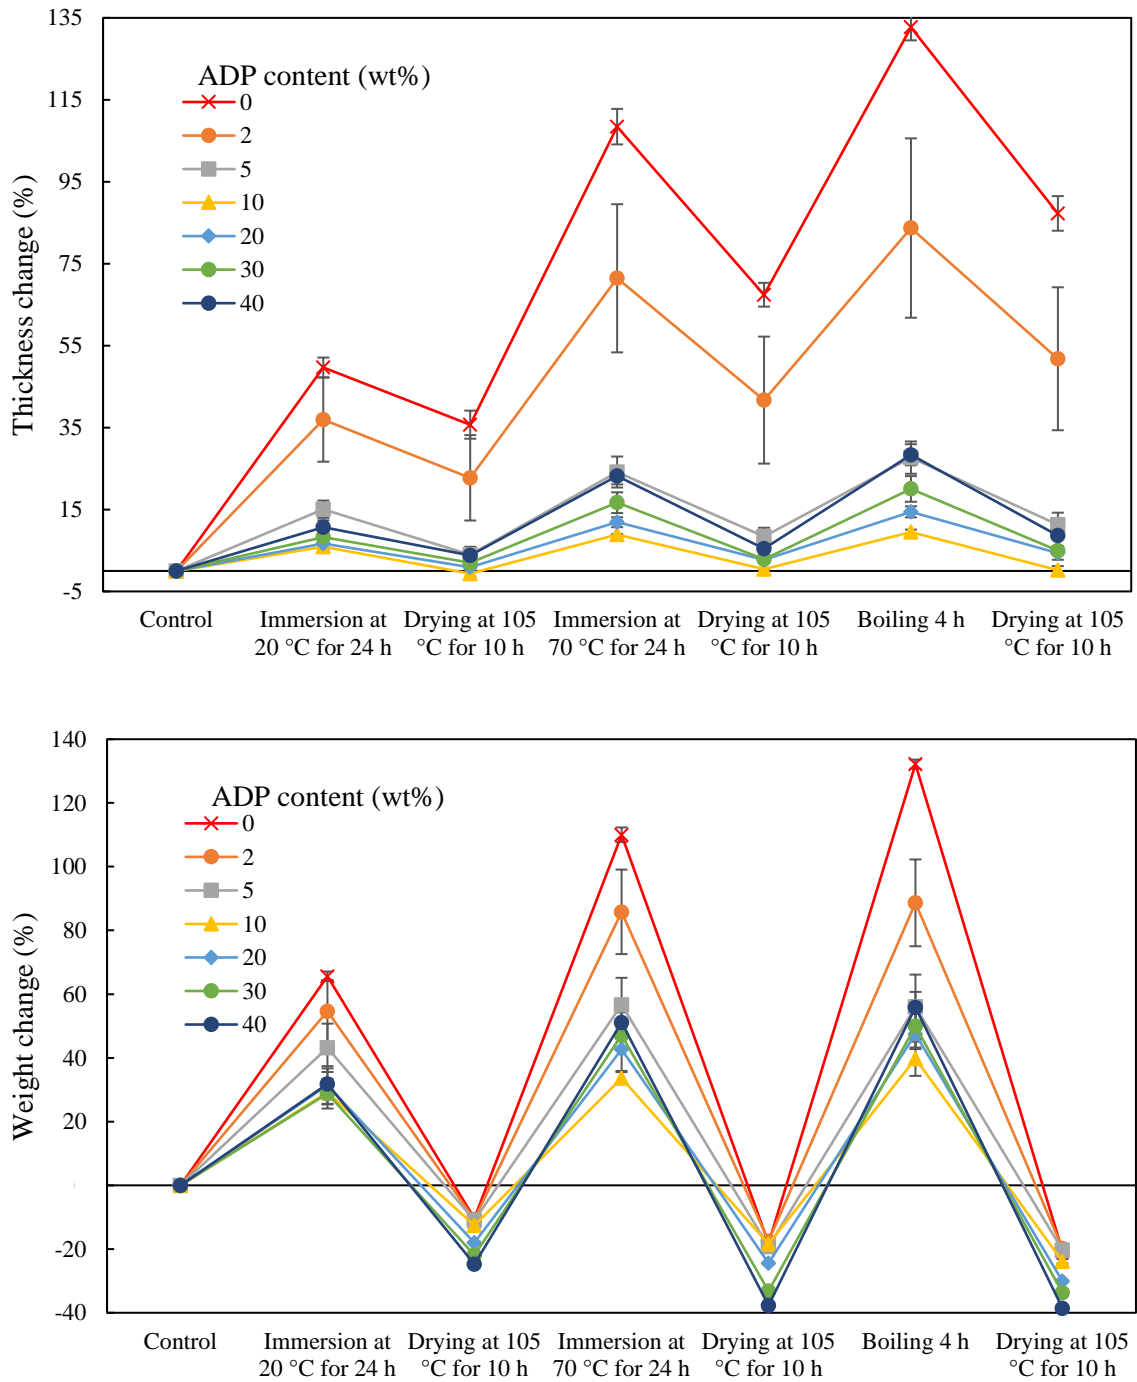 135
115
95
75
55
35
15
-5
Thickness change (%)
ADP content (wt%)
0
2
5
10
20
30
40
Control
Immersion at
20 °C for 24 h
Drying at 105
°C for 10 h
Immersion at
70 °C for 24 h
Drying at 105
°C for 10 h
Boiling 4 h
Drying at 105
°C for 10 h
140
120
100
80
60
40
20
-20
-40
Weight change (%)
ADP content (wt%)
0
2
5
10
20
30
40
Control
Immersion at
20 °C for 24 h
Drying at 105
°C for 10 h
Immersion at
70 °C for 24 h
Drying at 105
°C for 10 h
Boiling 4 h
Drying at 105
°C for 10 h